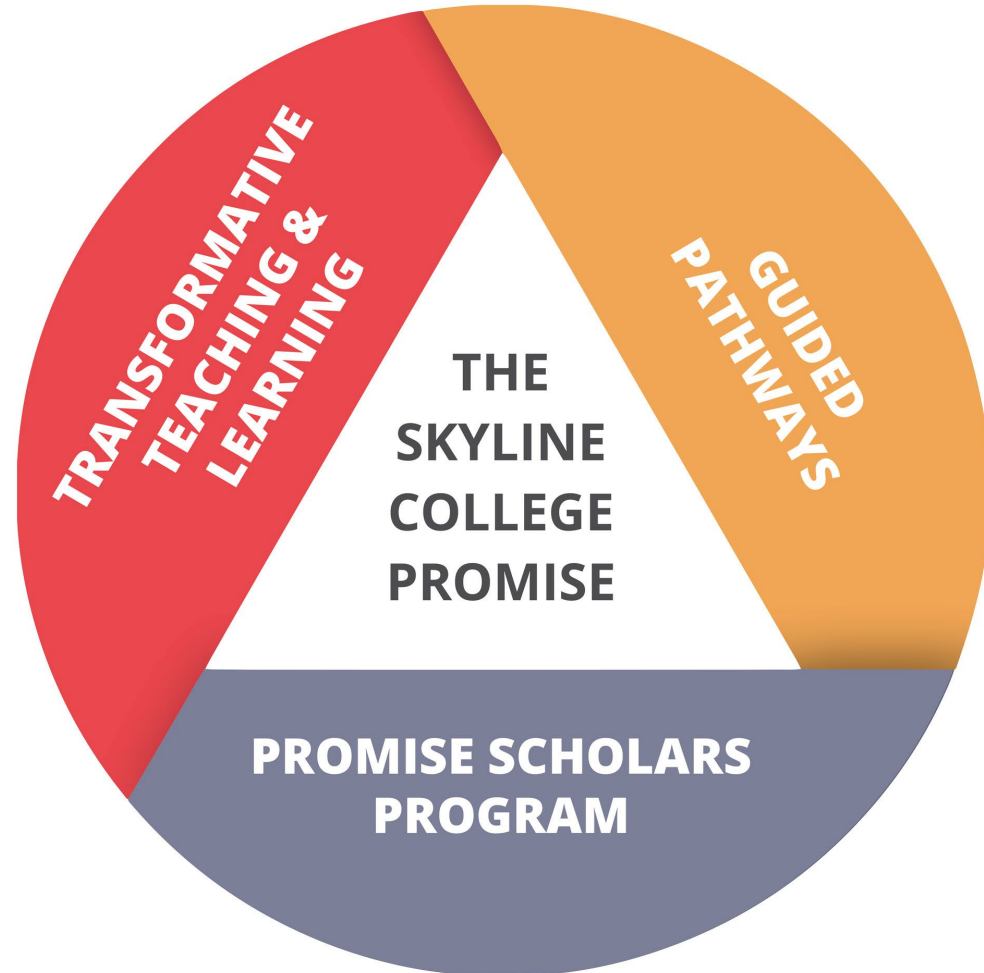 TRANSFORMATIVE
TEACHING &
LEARNING
GUIDED
PATHWAYS
THE
SKYLINE
COLLEGE
PROMISE
PROMISE SCHOLARS
PROGRAM